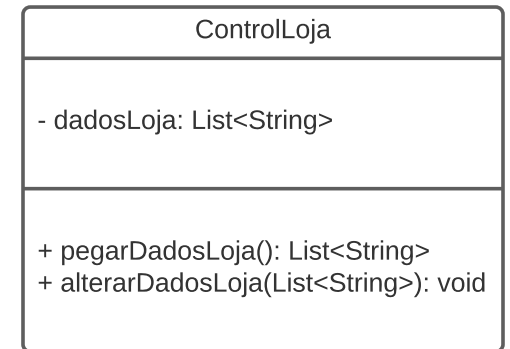 ControlLoja
- dadosLoja: List<String>
+ pegarDadosLoja(): List<String>
+ alterarDadosLoja(List<String>): void